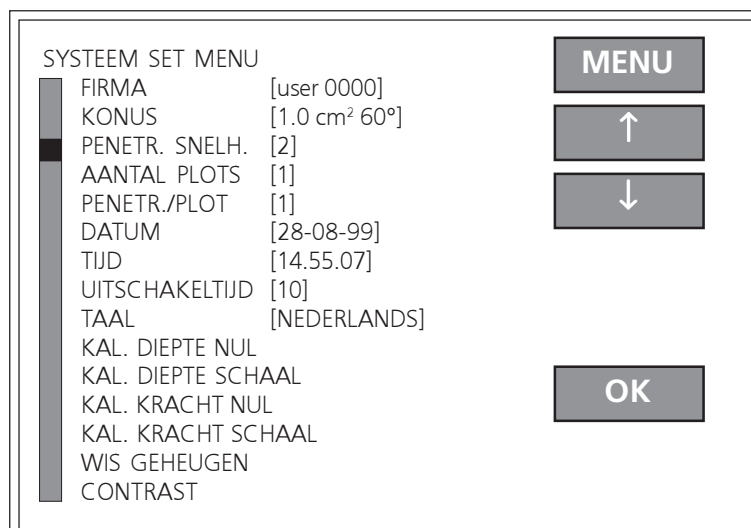 SYSTEEM SET MENU
FIRMA [user 0000]
KONUS [1.0 cm² 60°]
PENETR. SNELH. [2]
AANTAL PLOTS [1]
PENETR./PLOT [1]
DATUM [28-08-99]
TIJD [14.55.07]
UITSCHAKELTIJD [10]
TAAL [NEDERLANDS]
KAL. DIEPTE NUL
KAL. DIEPTE SCHAAL
KAL. KRACHT NUL
KAL. KRACHT SCHAAL
WIS GEHEUGEN
CONTRAST
MENU
↑
↓
OK